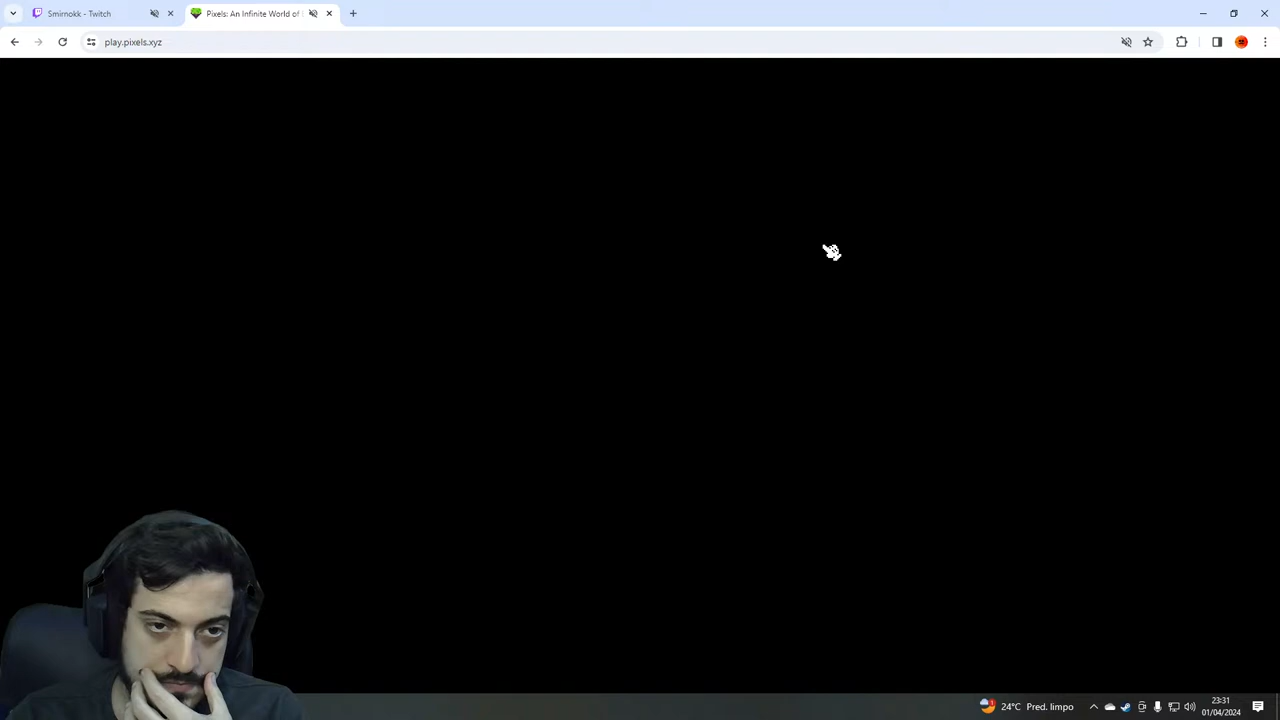 Smirnokk - Twitch
Pixels: An Infinite World of
play.pixels.xyz
24°C Pred. limpo
23:31
01/04/2024